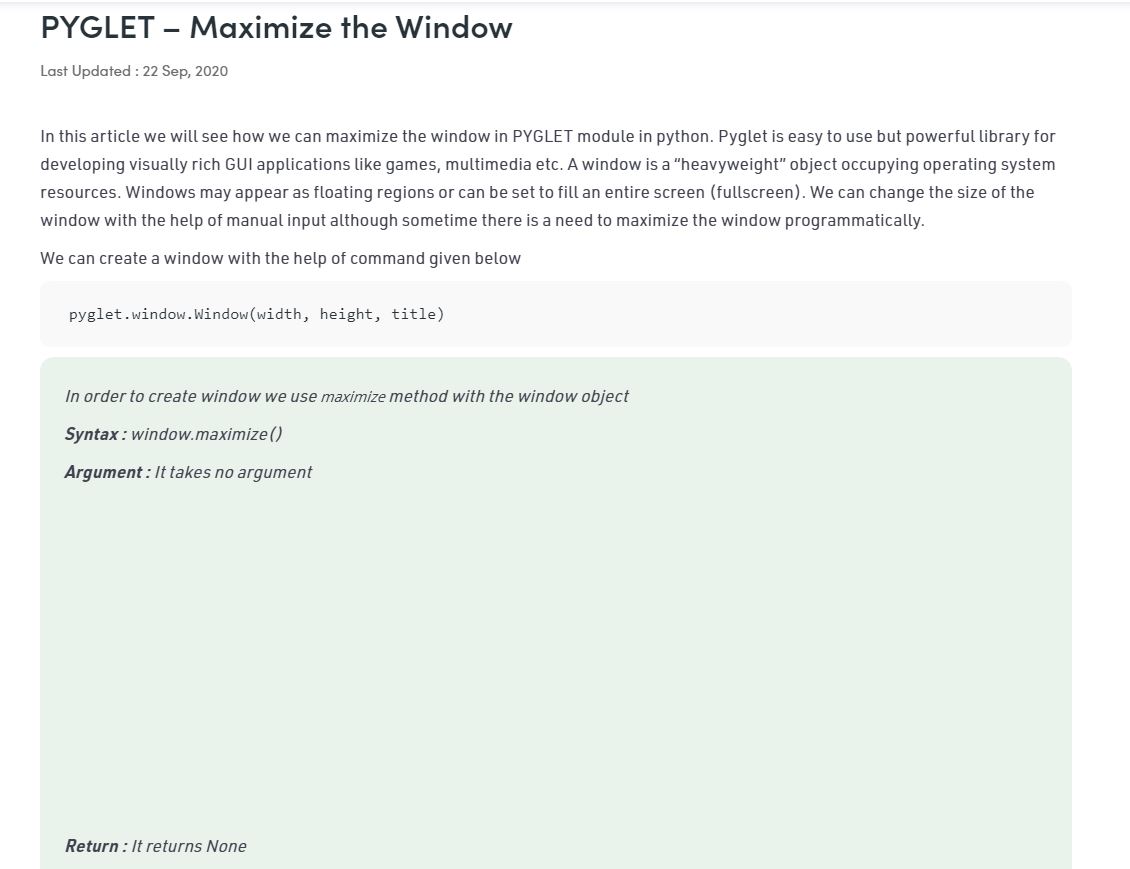 PYGLET – Maximize the Window
Last Updated : 22 Sep, 2020
In this article we will see how we can maximize the window in PYGLET module in python. Pyglet is easy to use but powerful library for
developing visually rich GUI applications like games, multimedia etc. A window is a “heavyweight” object occupying operating system
resources. Windows may appear as floating regions or can be set to fill an entire screen (fullscreen). We can change the size of the
window with the help of manual input although sometime there is a need to maximize the window programmatically.
We can create a window with the help of command given below
pyglet.window.Window(width, height, title)
In order to create window we use maximize method with the window object
Syntax : window.maximize()
Argument : It takes no argument
Return : It returns None